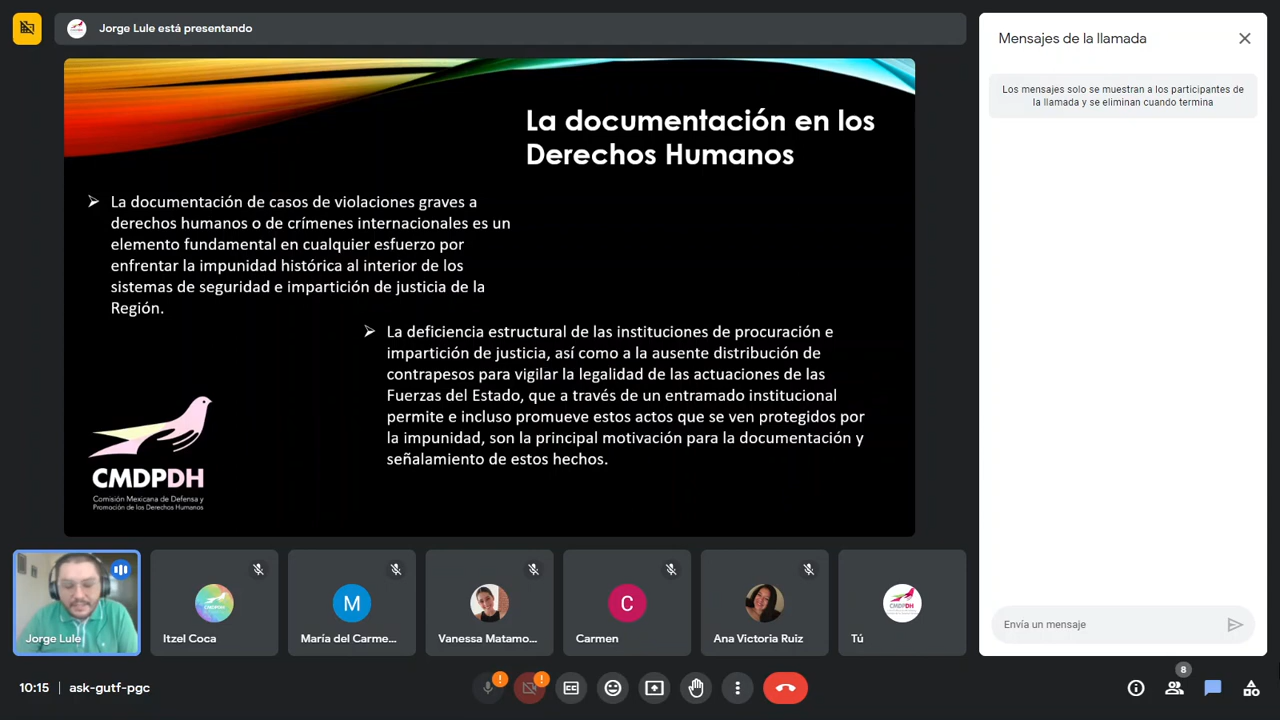 Jorge Lule está presentando
La documentación en los
Derechos Humanos
La documentación de casos de violaciones graves a
derechos humanos o de crímenes internacionales es un
elemento fundamental en cualquier esfuerzo por
enfrentar la impunidad histórica al interior de los
sistemas de seguridad e impartición de justicia de la
Región.
La deficiencia estructural de las instituciones de procuración e
impartición de justicia, así como a la ausente distribución de
contrapesos para vigilar la legalidad de las actuaciones de las
Fuerzas del Estado, que a través de un entramado institucional
permite e incluso promueve estos actos que se ven protegidos por
la impunidad, son la principal motivación para la documentación y
señalamiento de estos hechos.
CMDPDH
Comisión Mexicana de Defensa y
Promoción de los Derechos Humanos
Mensajes de la llamada
Los mensajes solo se muestran a los participantes de
la llamada y se eliminan cuando termina
Envía un mensaje
Jorge Lule
Itzel Coca
M
María del Carme...
Vanessa Matamo...
C
Carmen
Ana Victoria Ruiz
CMDPDH
Tú
10:15 | ask-gutf-pgc
8